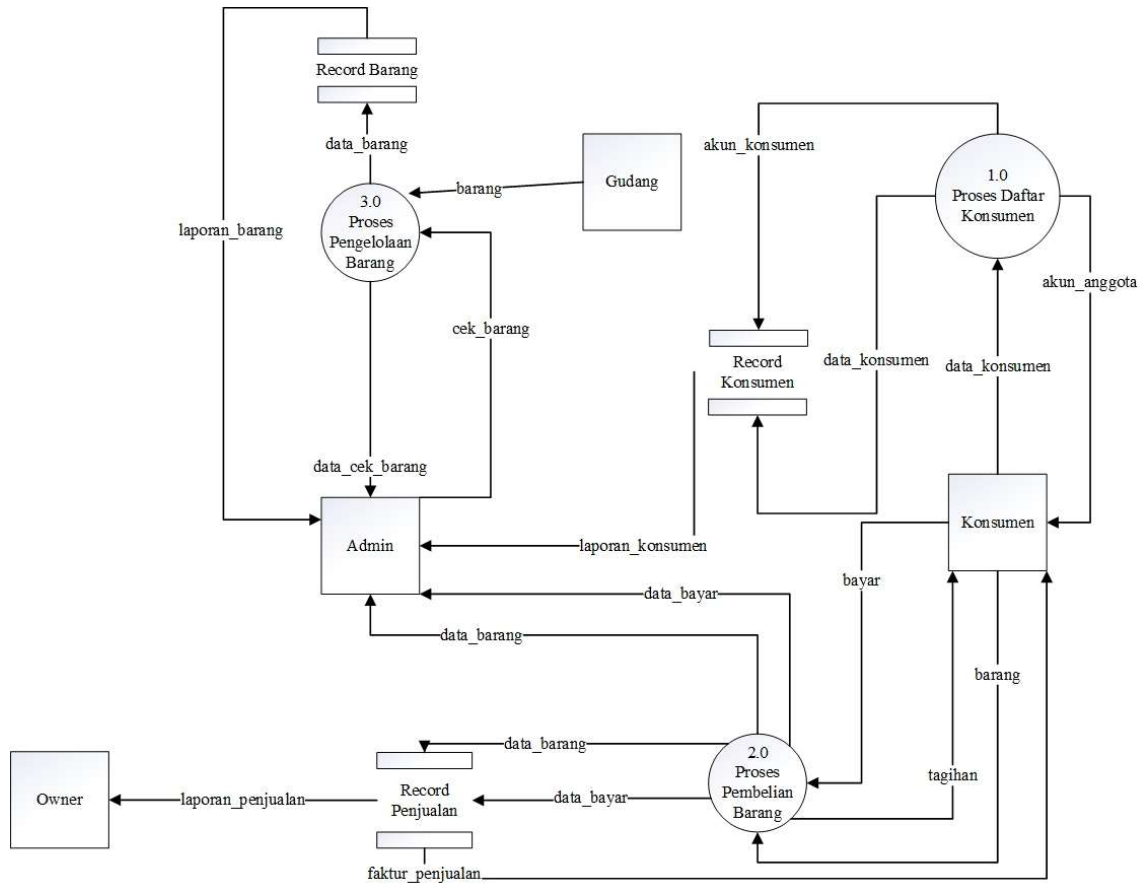 Record Barang
data_barang
akun_konsumen
barang
Gudang
1.0
Proses Daftar
Konsumen
3.0
Proses
Pengelolaan
Barang
laporan_barang
akun_anggota
cek_barang
Record
Konsumen
data_konsumen
data_konsumen
data_cek_barang
Admin
laporan_konsumen
Konsumen
bayar
data_bayar
data_barang
barang
data_barang
2.0
Proses
Pembelian
Barang
tagihan
Owner
laporan_penjualan
Record
Penjualan
data_bayar
faktur_penjualan